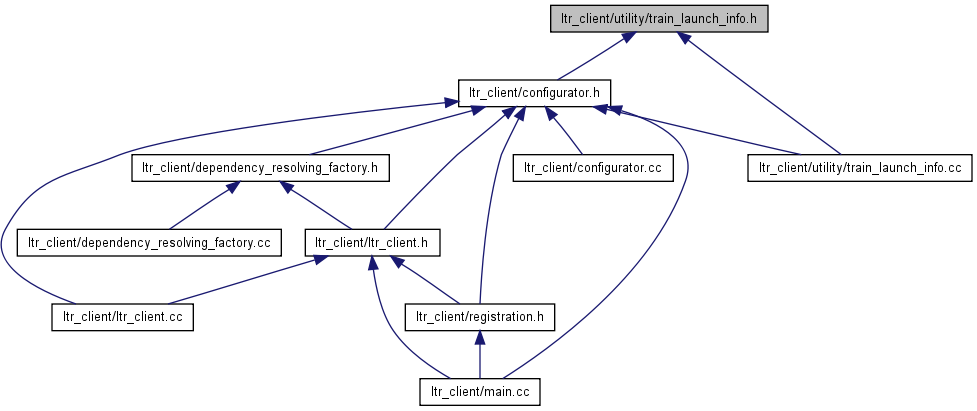 ltr_client/utility/train_launch_info.h
ltr_client/configurator.h
ltr_client/dependency_resolving_factory.h
ltr_client/configurator.cc
ltr_client/utility/train_launch_info.cc
ltr_client/dependency_resolving_factory.cc
ltr_client/ltr_client.h
ltr_client/ltr_client.cc
ltr_client/registration.h
ltr_client/main.cc